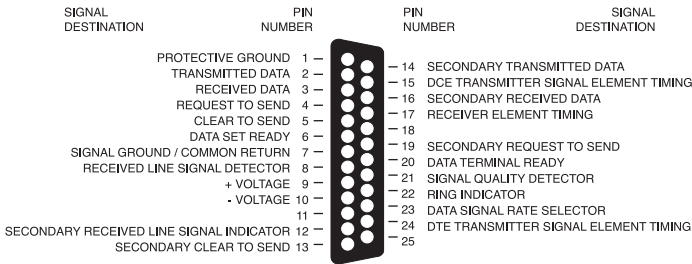 SIGNAL DESTINATION
PIN NUMBER
PROTECTIVE GROUND 1
TRANSMITTED DATA 2
RECEIVED DATA 3
REQUEST TO SEND 4
CLEAR TO SEND 5
DATA SET READY 6
SIGNAL GROUND / COMMON RETURN 7
RECEIVED LINE SIGNAL DETECTOR 8
+ VOLTAGE 9
- VOLTAGE 10
11
SECONDARY RECEIVED LINE SIGNAL INDICATOR 12
SECONDARY CLEAR TO SEND 13
PIN NUMBER
SIGNAL DESTINATION
14 SECONDARY TRANSMITTED DATA
15 DCE TRANSMITTER SIGNAL ELEMENT TIMING
16 SECONDARY RECEIVED DATA
17 RECEIVER ELEMENT TIMING
18
19 SECONDARY REQUEST TO SEND
20 DATA TERMINAL READY
21 SIGNAL QUALITY DETECTOR
22 RING INDICATOR
23 DATA SIGNAL RATE SELECTOR
24 DTE TRANSMITTER SIGNAL ELEMENT TIMING
25